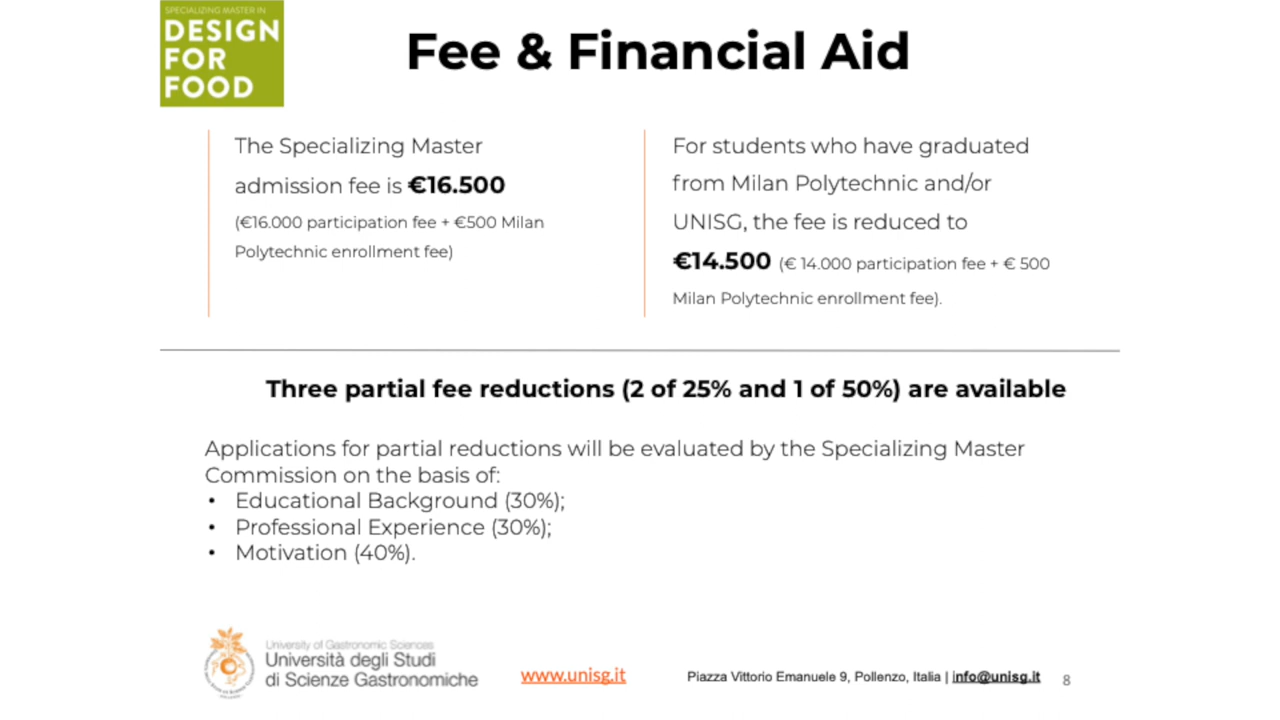 SPECIALIZING MASTER IN
DESIGN
FOR
FOOD
Fee & Financial Aid
The Specializing Master
admission fee is €16.500
(€16.000 participation fee + €500 Milan
Polytechnic enrollment fee)
For students who have graduated
from Milan Polytechnic and/or
UNISG, the fee is reduced to
€14.500 (€ 14.000 participation fee + € 500
Milan Polytechnic enrollment fee).
Three partial fee reductions (2 of 25% and 1 of 50%) are available
Applications for partial reductions will be evaluated by the Specializing Master
Commission on the basis of:
• Educational Background (30%);
• Professional Experience (30%);
• Motivation (40%).
University of Gastronomic Sciences
Università degli Studi
di Scienze Gastronomiche
www.unisg.it
Piazza Vittorio Emanuele 9, Pollenzo, Italia | info@unisg.it
8